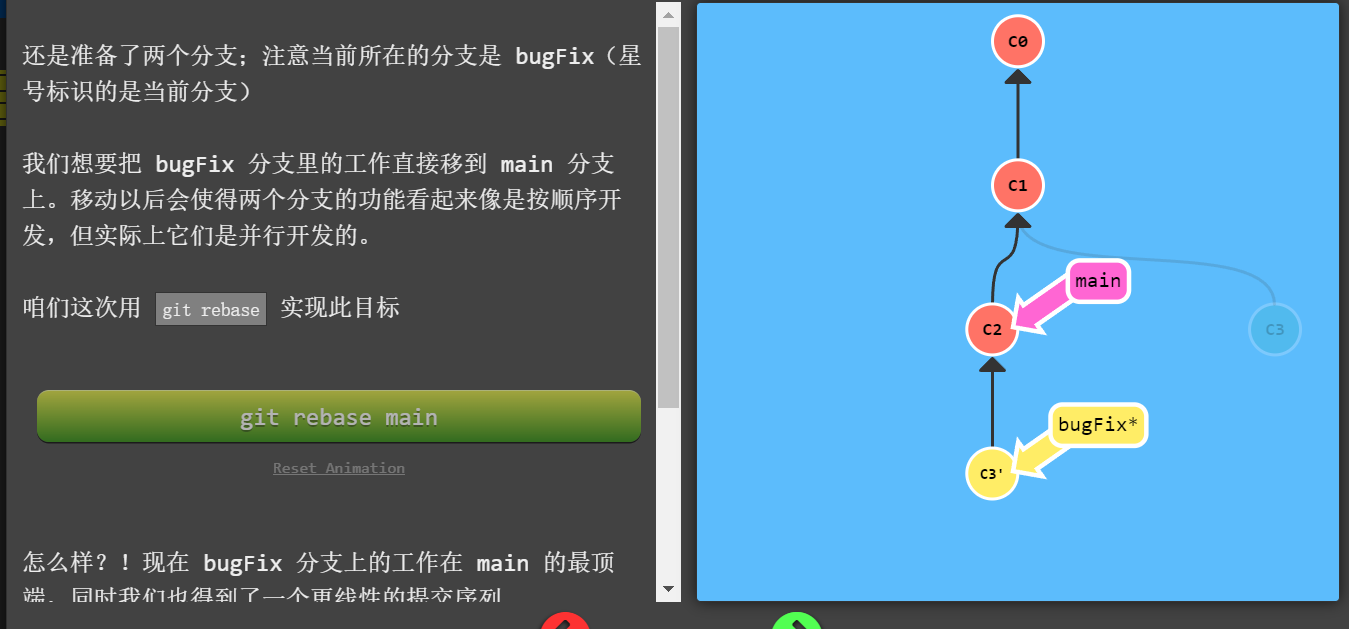 还是准备了两个分支；注意当前所在的分支是 bugFix（星
号标识的是当前分支）
我们想要把 bugFix 分支里的工作直接移到 main 分支
上。移动以后会使得两个分支的功能看起来像是按顺序开
发，但实际上它们是并行开发的。
咱们这次用 git rebase 实现此目标
git rebase main
Reset Animation
怎么样？！现在 bugFix 分支上的工作在 main 的最顶
端，同时我们也得到了一个更线性的提交序列
C0
C1
main
C2
C3
bugFix*
C3'